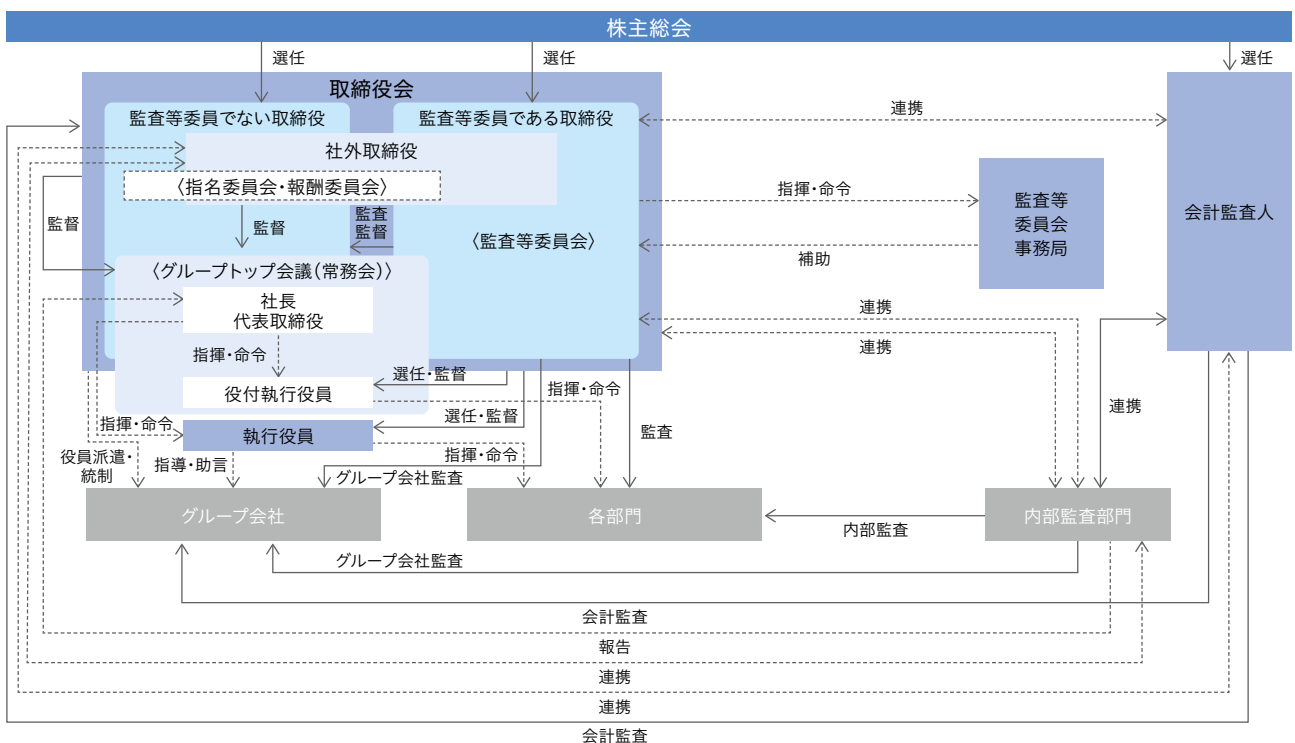 株主総会
選任
選任
選任
取締役会
監査等委員でない取締役
監査等委員である取締役
連携
社外取締役
〈指名委員会・報酬委員会〉
指揮・命令
監査等
委員会
事務局
会計監査人
監督
監督
監査
監督
〈監査等委員会〉
補助
〈グループトップ会議(常務会)〉
社長
代表取締役
連携
連携
指揮・命令
選任・監督
役付執行役員
指揮・命令
連携
指揮・命令
選任・監督
執行役員
監査
役員派遣・
統制
指導・助言
指揮・命令
グループ会社監査
グループ会社
各部門
内部監査部門
内部監査
グループ会社監査
会計監査
報告
連携
連携
会計監査